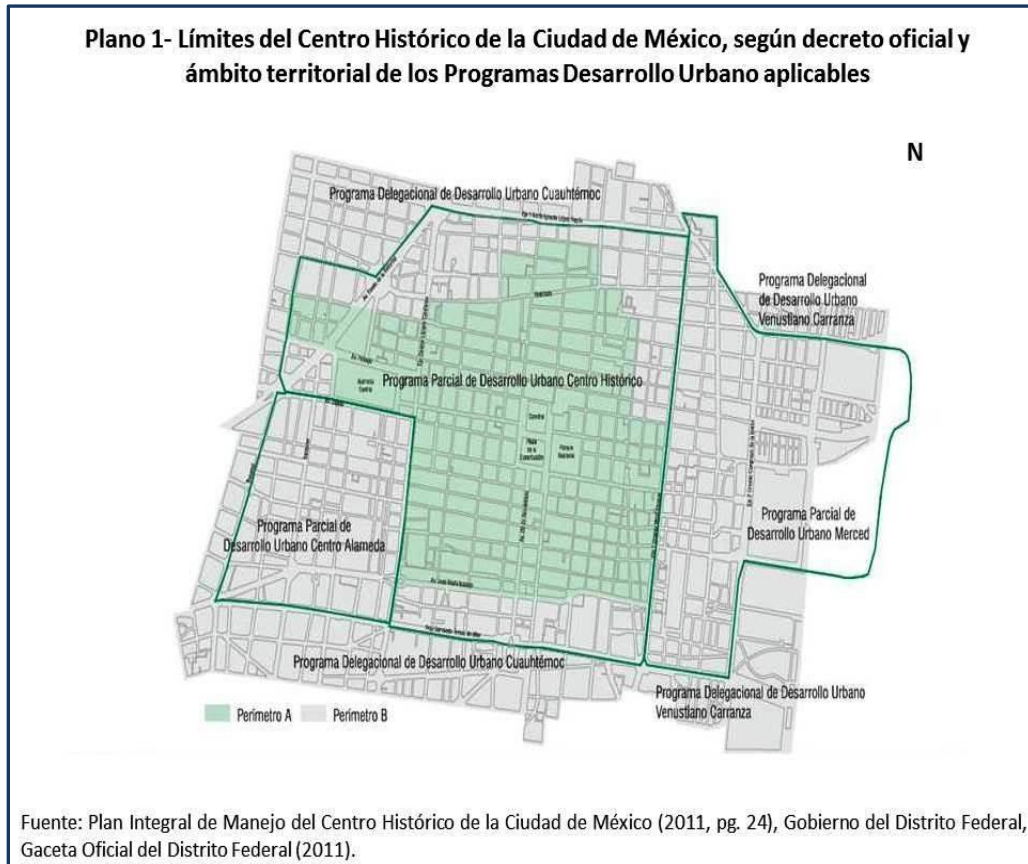 Plano 1- Límites del Centro Histórico de la Ciudad de México, según decreto oficial y
ámbito territorial de los Programas Desarrollo Urbano aplicables
N
Programa Delegacional de Desarrollo Urbano Cuauhtémoc
Programa Delegacional
de Desarrollo Urbano
Venustiano Carranza
Programa Parcial de Desarrollo Urbano Centro Histórico
Programa Parcial de
Desarrollo Urbano Merced
Programa Parcial de
Desarrollo Urbano Centro Alameda
Programa Delegacional de Desarrollo Urbano Cuauhtémoc
Programa Delegacional de Desarrollo Urbano
Venustiano Carranza
Perímetro A
Perímetro B
Fuente: Plan Integral de Manejo del Centro Histórico de la Ciudad de México (2011, pg. 24), Gobierno del Distrito Federal,
Gaceta Oficial del Distrito Federal (2011).